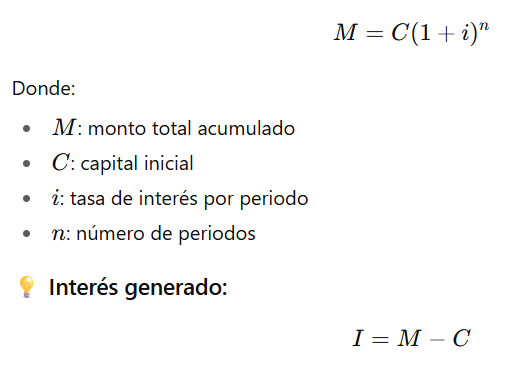 M = C(1 + i)ⁿ
Donde:
• M: monto total acumulado
• C: capital inicial
• i: tasa de interés por periodo
• n: número de periodos
💡 Interés generado:
I = M − C